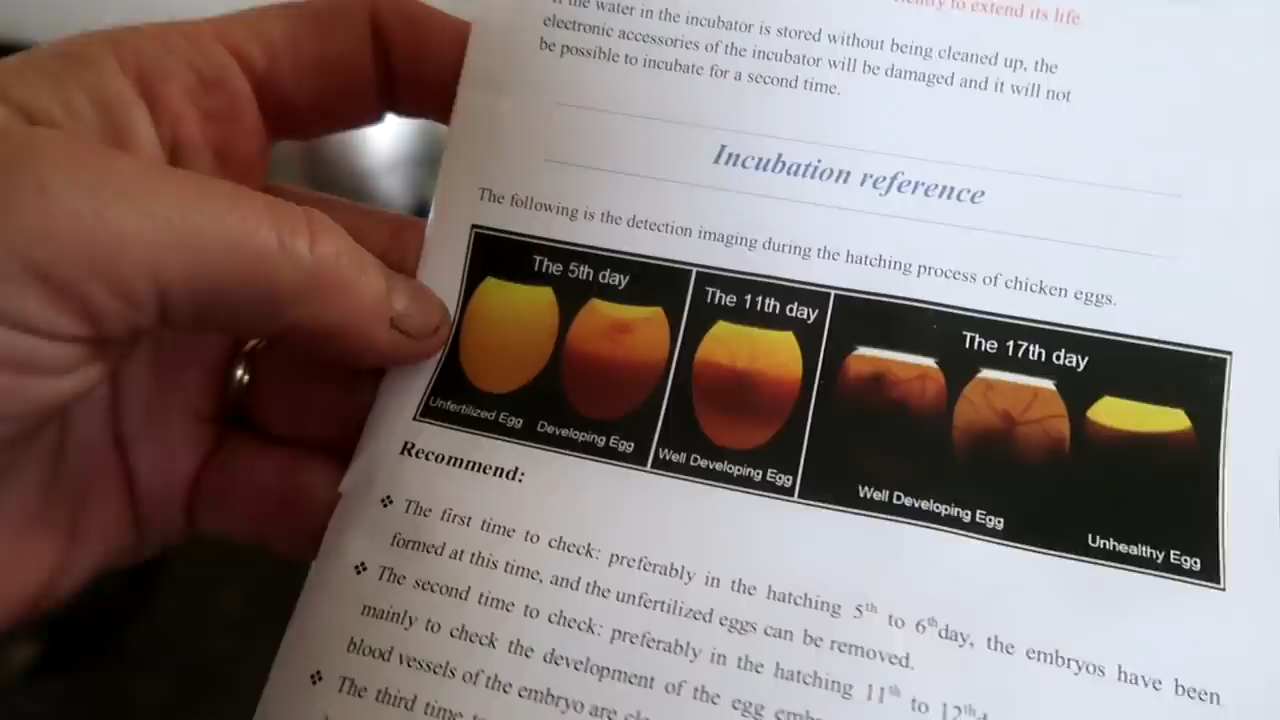 to extend its life
the water in the incubator is stored without being cleaned up, the
electronic accessories of the incubator will be damaged and it will not
be possible to incubate for a second time.
Incubation reference
The following is the detection imaging during the hatching process of chicken eggs.
The 5th day
The 11th day
The 17th day
Unfertilized Egg
Developing Egg
Well Developing Egg
Well Developing Egg
Unhealthy Egg
Recommend:
❖ The first time to check: preferably in the hatching 5th to 6th day, the embryos have been
formed at this time, and the unfertilized eggs can be removed.
❖ The second time to check: preferably in the hatching 11th to 12th
mainly to check the development of the egg
blood vessels of the embryo are
❖ The third time